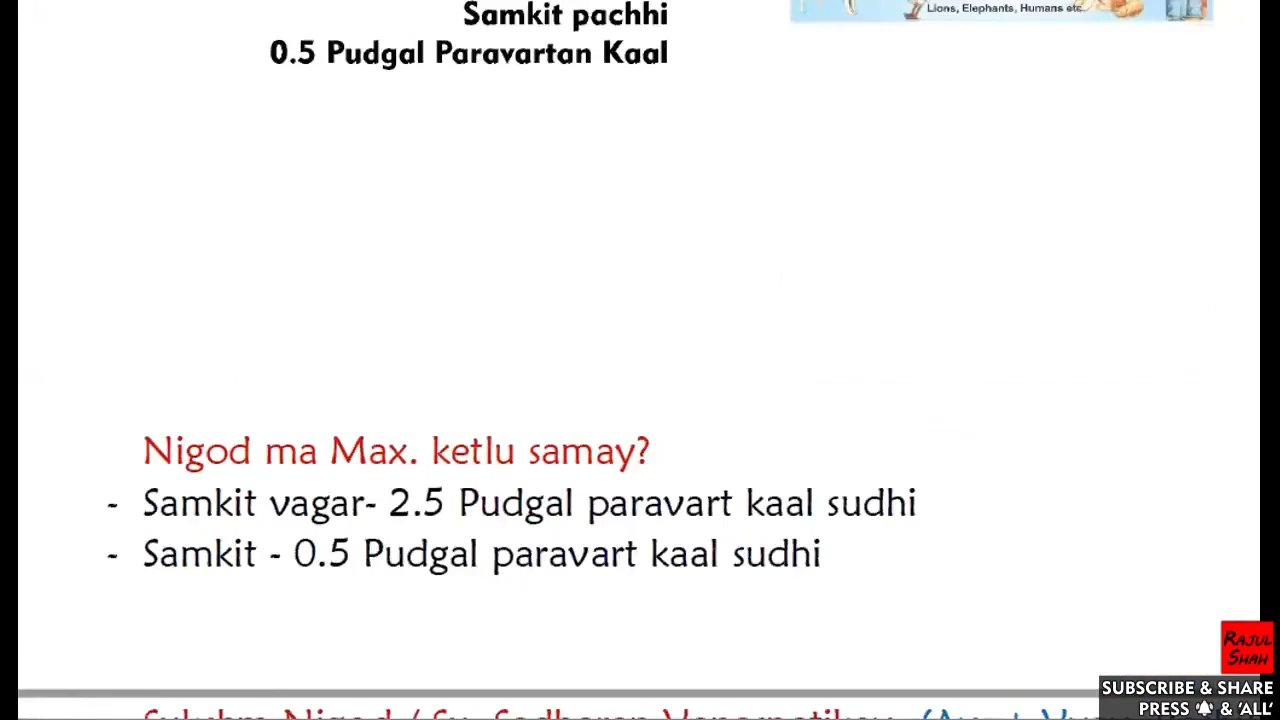 Samkit pachhi
0.5 Pudgal Paravartan Kaal
Lions, Elephants, Humans etc
Nigod ma Max. ketlu samay?
- Samkit vagar- 2.5 Pudgal paravart kaal sudhi
- Samkit - 0.5 Pudgal paravart kaal sudhi
RAJUL
SHAH
SUBSCRIBE & SHARE
PRESS & 'ALL'